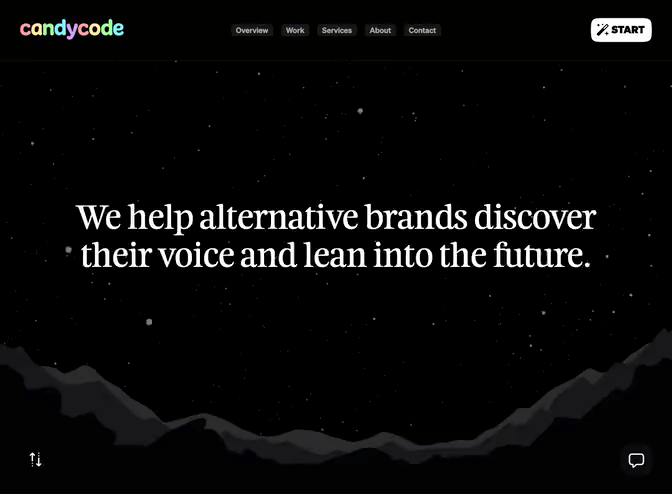 candycode
Overview
Work
Services
About
Contact
START
We help alternative brands discover
their voice and lean into the future.